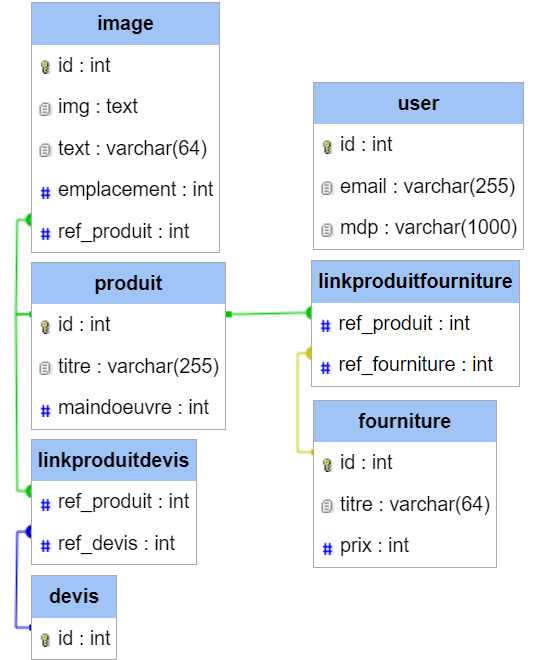 image
id : int
img : text
text : varchar(64)
# emplacement : int
# ref_produit : int
user
id : int
email : varchar(255)
mdp : varchar(1000)
produit
id : int
titre : varchar(255)
# maindoeuvre : int
linkproduitfourniture
# ref_produit : int
# ref_fourniture : int
linkproduitdevis
# ref_produit : int
# ref_devis : int
fourniture
id : int
titre : varchar(64)
# prix : int
devis
id : int